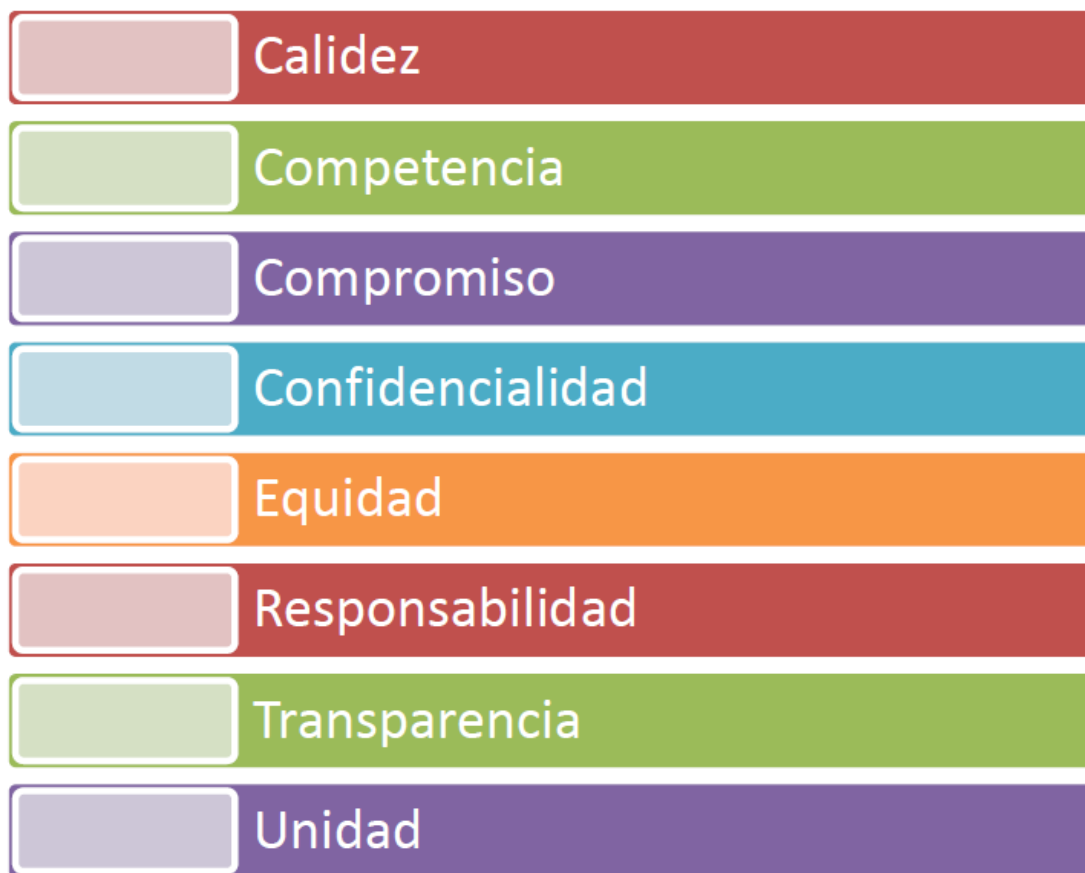 Calidez
Competencia
Compromiso
Confidencialidad
Equidad
Responsabilidad
Transparencia
Unidad